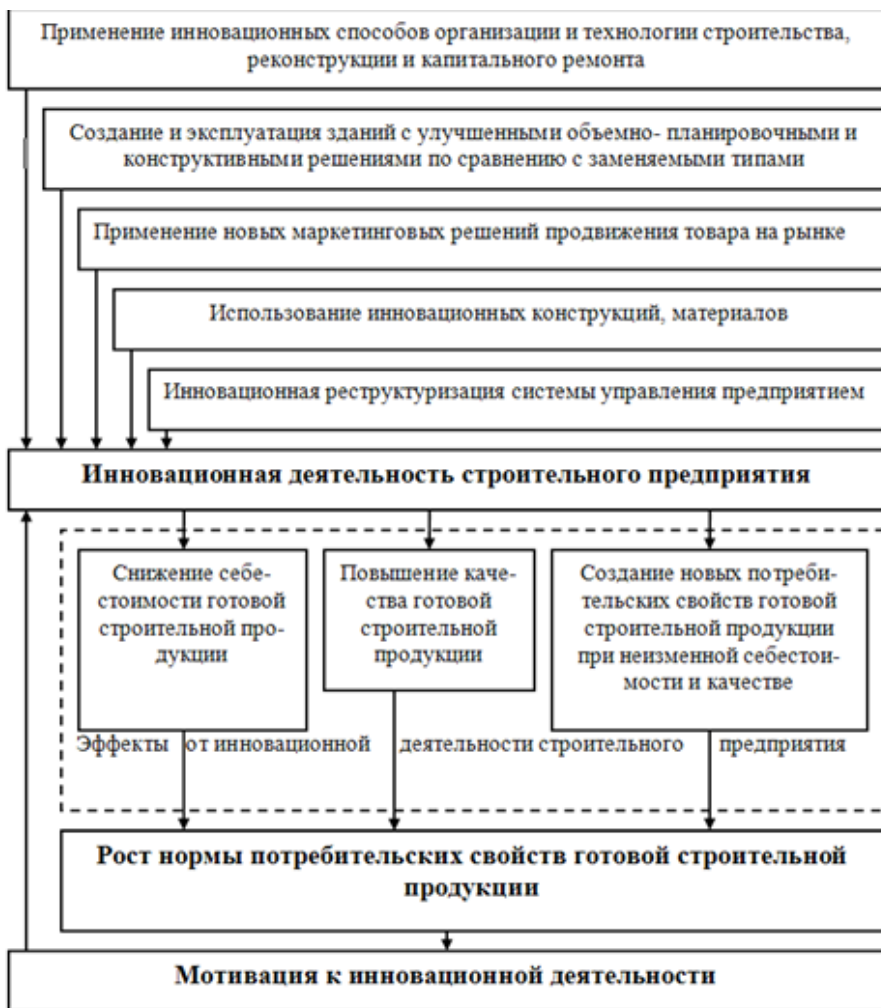 Применение инновационных способов организации и технологии строительства,
реконструкции и капитального ремонта
Создание и эксплуатация зданий с улучшенными объемно- планировочными и
конструктивными решениями по сравнению с заменяемыми типами
Применение новых маркетинговых решений продвижения товара на рынке
Использование инновационных конструкций, материалов
Инновационная реструктуризация системы управления предприятием
Инновационная деятельность строительного предприятия
Снижение себе-
стоимости готовой
строительной про-
дукции
Повышение каче-
ства готовой
строительной
продукции
Создание новых потреби-
тельских свойств готовой
строительной продукции
при неизменной себестои-
мости и качестве
Эффекты от инновационной деятельности строительного предприятия
Рост нормы потребительских свойств готовой строительной
продукции
Мотивация к инновационной деятельности